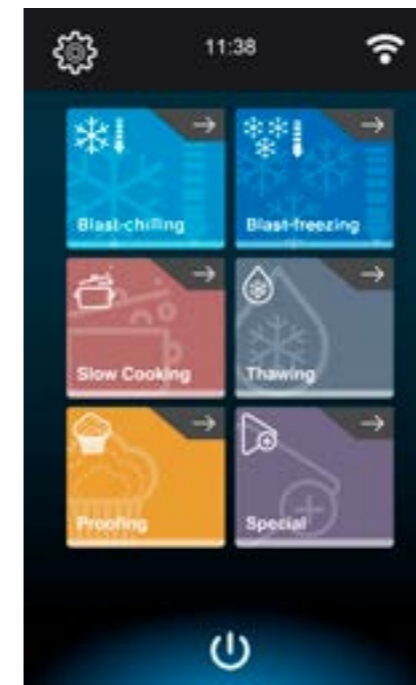 11:38
Blast-chilling
Blast-freezing
Slow Cooking
Thawing
Proofing
Special